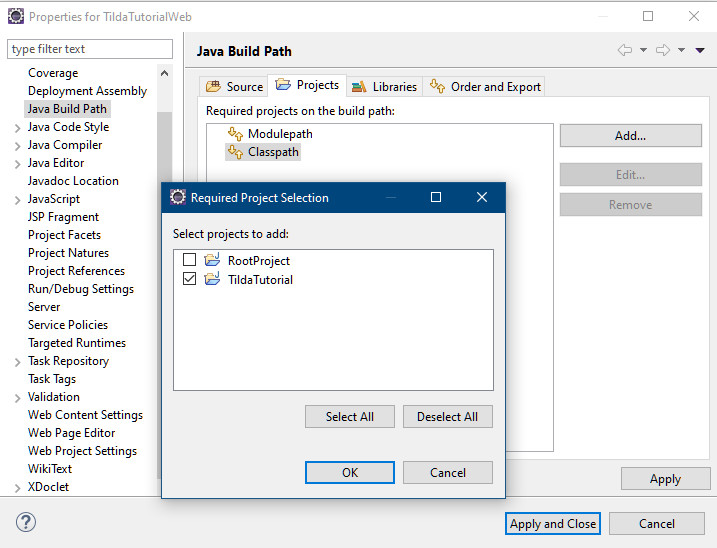 Properties for TildaTutorialWeb
type filter text
Coverage
Deployment Assembly
Java Build Path
Java Code Style
Java Compiler
Java Editor
Javadoc Location
JavaScript
JSP Fragment
Project Facets
Project Natures
Project References
Run/Debug Settings
Server
Service Policies
Targeted Runtimes
Task Repository
Task Tags
Validation
Web Content Settings
Web Page Editor
Web Project Settings
WikiText
XDoclet
Java Build Path
Source Projects Libraries Order and Export
Required projects on the build path:
Modulepath
Classpath
Add...
Edit...
Remove
Required Project Selection
Select projects to add:
RootProject
TildaTutorial
Select All Deselect All
OK Cancel
Apply
Apply and Close Cancel